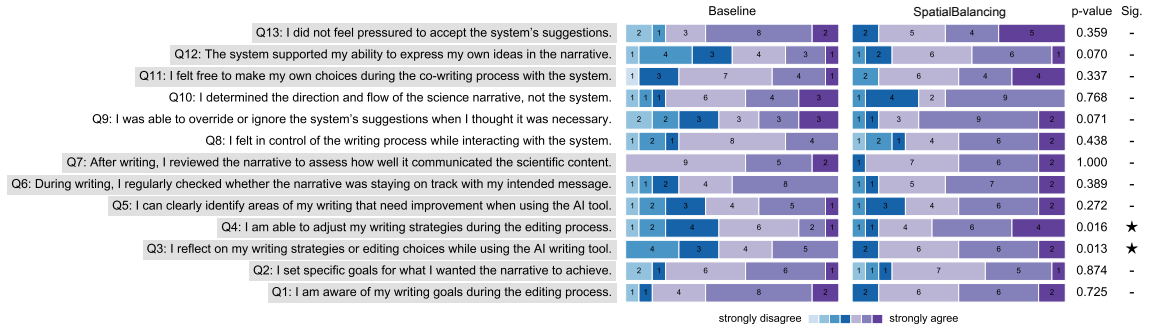 Baseline SpatialBalancing p-value Sig.
Q13: I did not feel pressured to accept the system's suggestions. 2 1 3 8 2 2 5 4 5 0.359 -
Q12: The system supported my ability to express my own ideas in the narrative. 1 4 3 4 3 1 1 2 6 6 1 0.070 -
Q11: I felt free to make my own choices during the co-writing process with the system. 1 3 7 4 1 2 6 4 4 0.337 -
Q10: I determined the direction and flow of the science narrative, not the system. 1 1 1 6 4 3 1 4 2 9 0.768 -
Q9: I was able to override or ignore the system's suggestions when I thought it was necessary. 2 2 3 3 3 3 1 1 3 9 2 0.071 -
Q8: I felt in control of the writing process while interacting with the system. 1 2 1 8 4 1 2 1 4 6 2 0.438 -
Q7: After writing, I reviewed the narrative to assess how well it communicated the scientific content. 9 5 2 1 7 6 2 1.000 -
Q6: During writing, I regularly checked whether the narrative was staying on track with my intended message. 1 1 2 4 8 1 1 5 7 2 0.389 -
Q5: I can clearly identify areas of my writing that need improvement when using the AI tool. 1 2 3 4 5 1 1 3 4 6 2 0.272 -
Q4: I am able to adjust my writing strategies during the editing process. 1 2 4 6 2 1 1 1 4 6 4 0.016 ★
Q3: I reflect on my writing strategies or editing choices while using the AI writing tool. 4 3 4 5 2 6 6 2 0.013 ★
Q2: I set specific goals for what I wanted the narrative to achieve. 2 1 6 6 1 1 1 1 7 5 1 0.874 -
Q1: I am aware of my writing goals during the editing process. 1 1 4 8 2 2 6 6 2 0.725 -
strongly disagree strongly agree